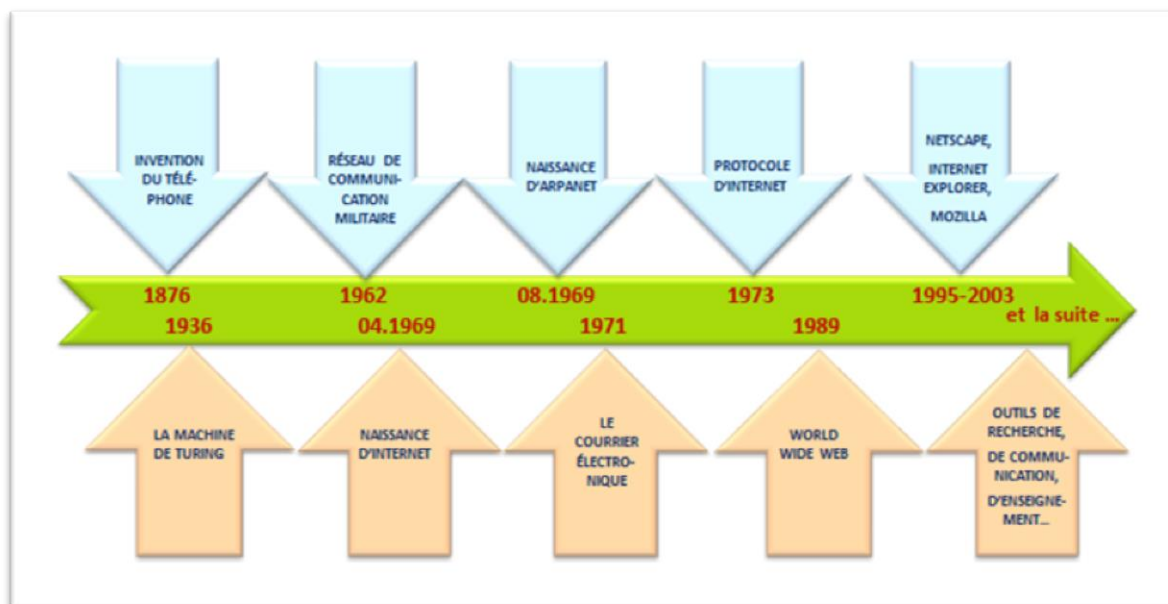 INVENTION
DU TÉLÉ-
PHONE
RÉSEAU DE
COMMUNI-
CATION
MILITAIRE
NAISSANCE
D'ARPANET
PROTOCOLE
D'INTERNET
NETSCAPE,
INTERNET
EXPLORER,
MOZILLA
1876
1962
08.1969
1973
1995-2003
et la suite ...
1936
04.1969
1971
1989
LA MACHINE
DE TURING
NAISSANCE
D'INTERNET
LE
COURRIER
ÉLECTRO-
NIQUE
WORLD
WIDE WEB
OUTILS DE
RECHERCHE,
DE COMMU-
NICATION,
D'ENSEIGNE-
MENT...